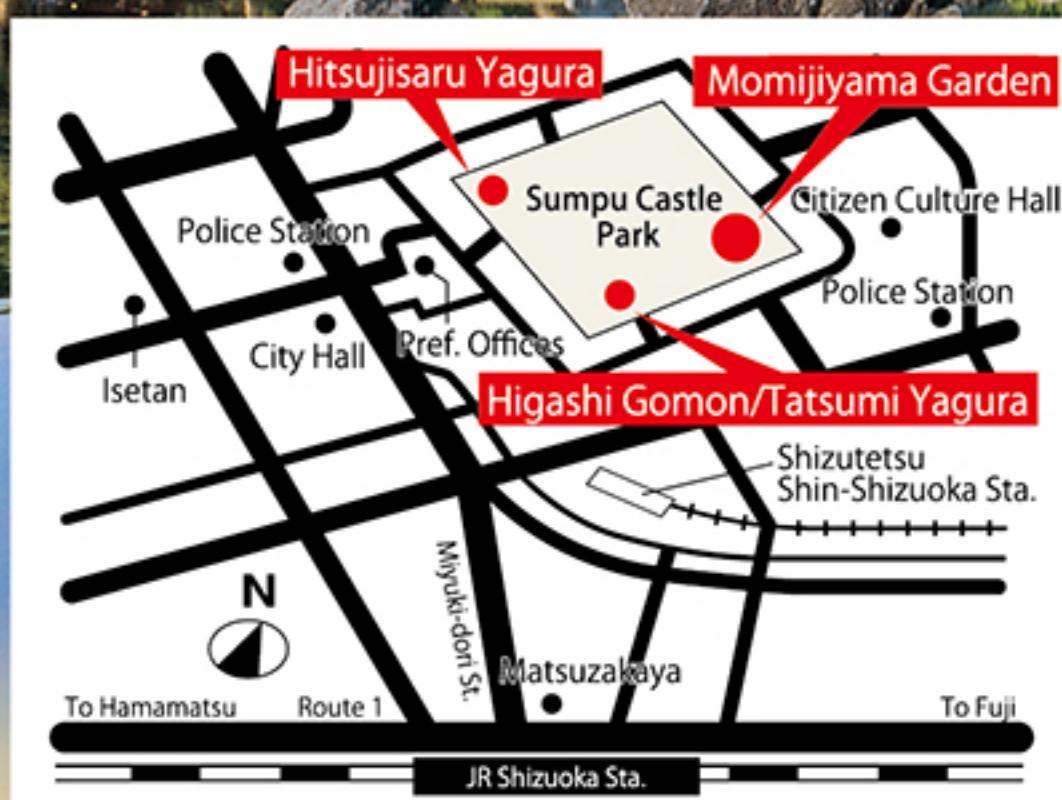 Hitsujisaru Yagura
Momijiyama Garden
Sumpu Castle
Park
Citizen Culture Hall
Police Station
Police Station
City Hall
Pref. Offices
Isetan
Higashi Gomon/Tatsumi Yagura
Shizutetsu
Shin-Shizuoka Sta.
N
Miyuki-dori St.
Matsuzakaya
To Hamamatsu
Route 1
To Fuji
JR Shizuoka Sta.